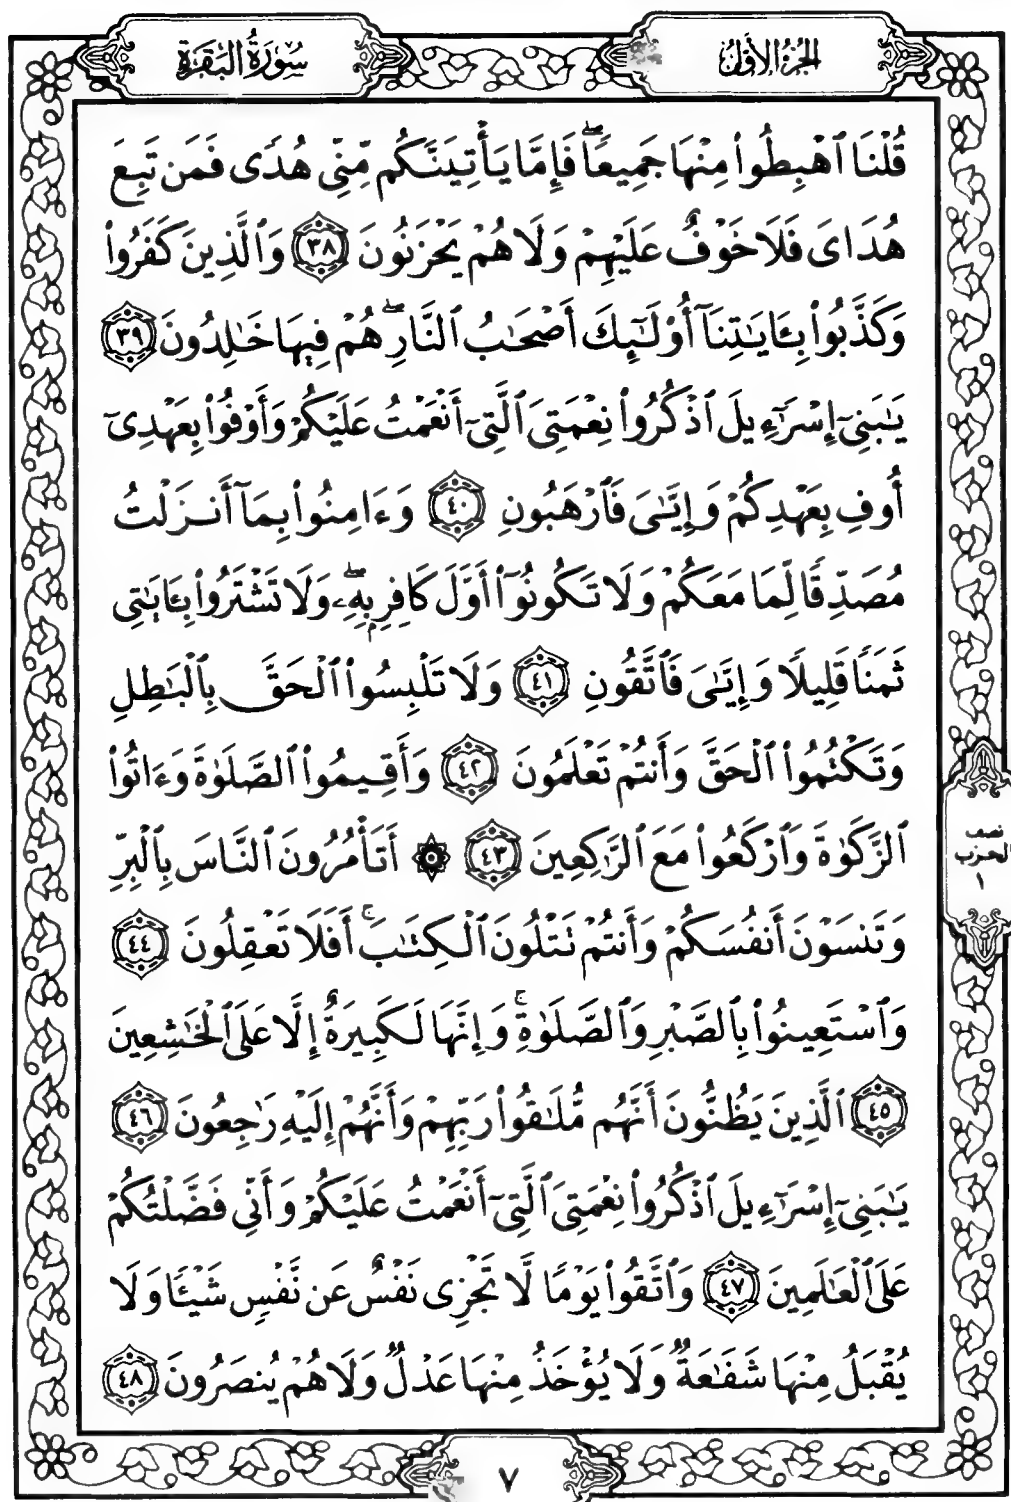 الجزء الأول
سورة البقرة
قُلْنَا ٱهْبِطُوا۟ مِنْهَا جَمِيعًا ۖ فَإِمَّا يَأْتِيَنَّكُم مِّنِّى هُدًى فَمَن تَبِعَ
هُدَاىَ فَلَا خَوْفٌ عَلَيْهِمْ وَلَا هُمْ يَحْزَنُونَ ٣٨ وَٱلَّذِينَ كَفَرُوا۟
وَكَذَّبُوا۟ بِـَٔايَـٰتِنَآ أُو۟لَـٰٓئِكَ أَصْحَـٰبُ ٱلنَّارِ ۖ هُمْ فِيهَا خَـٰلِدُونَ ٣٩
يَـٰبَنِىٓ إِسْرَٰٓءِيلَ ٱذْكُرُوا۟ نِعْمَتِىَ ٱلَّتِىٓ أَنْعَمْتُ عَلَيْكُمْ وَأَوْفُوا۟ بِعَهْدِىٓ
أُوفِ بِعَهْدِكُمْ وَإِيَّـٰىَ فَٱرْهَبُونِ ٤٠ وَءَامِنُوا۟ بِمَآ أَنزَلْتُ
مُصَدِّقًا لِّمَا مَعَكُمْ وَلَا تَكُونُوٓا۟ أَوَّلَ كَافِرٍۭ بِهِۦ ۖ وَلَا تَشْتَرُوا۟ بِـَٔايَـٰتِى
ثَمَنًا قَلِيلًا وَإِيَّـٰىَ فَٱتَّقُونِ ٤١ وَلَا تَلْبِسُوا۟ ٱلْحَقَّ بِٱلْبَـٰطِلِ
وَتَكْتُمُوا۟ ٱلْحَقَّ وَأَنتُمْ تَعْلَمُونَ ٤٢ وَأَقِيمُوا۟ ٱلصَّلَوٰةَ وَءَاتُوا۟
ٱلزَّكَوٰةَ وَٱرْكَعُوا۟ مَعَ ٱلرَّٰكِعِينَ ٤٣ ۞ أَتَأْمُرُونَ ٱلنَّاسَ بِٱلْبِرِّ
وَتَنسَوْنَ أَنفُسَكُمْ وَأَنتُمْ تَتْلُونَ ٱلْكِتَـٰبَ ۚ أَفَلَا تَعْقِلُونَ ٤٤
وَٱسْتَعِينُوا۟ بِٱلصَّبْرِ وَٱلصَّلَوٰةِ ۚ وَإِنَّهَا لَكَبِيرَةٌ إِلَّا عَلَى ٱلْخَـٰشِعِينَ
٤٥ ٱلَّذِينَ يَظُنُّونَ أَنَّهُم مُّلَـٰقُوا۟ رَبِّهِمْ وَأَنَّهُمْ إِلَيْهِ رَٰجِعُونَ ٤٦
يَـٰبَنِىٓ إِسْرَٰٓءِيلَ ٱذْكُرُوا۟ نِعْمَتِىَ ٱلَّتِىٓ أَنْعَمْتُ عَلَيْكُمْ وَأَنِّى فَضَّلْتُكُمْ
عَلَى ٱلْعَـٰلَمِينَ ٤٧ وَٱتَّقُوا۟ يَوْمًا لَّا تَجْزِى نَفْسٌ عَن نَّفْسٍ شَيْـًٔا وَلَا
يُقْبَلُ مِنْهَا شَفَـٰعَةٌ وَلَا يُؤْخَذُ مِنْهَا عَدْلٌ وَلَا هُمْ يُنصَرُونَ ٤٨
نصف
الحزب
١
٧